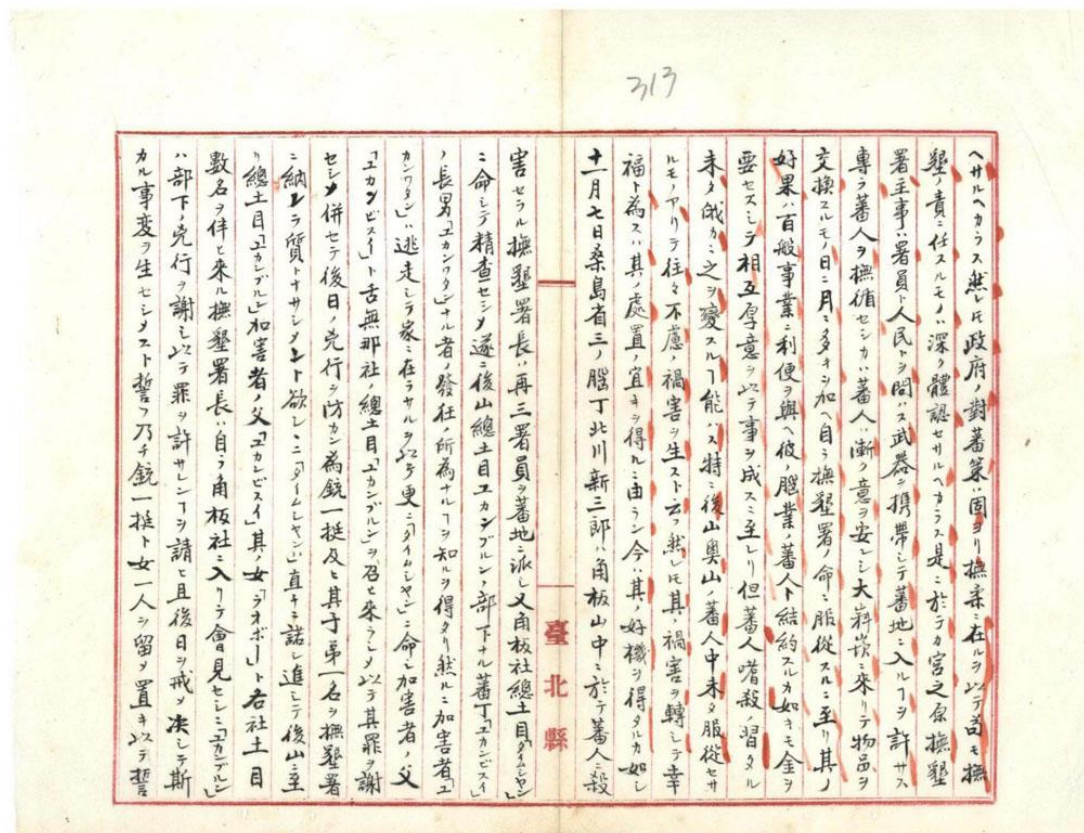 313
ヘサルヘカラス然レトモ政府ノ對蕃策ハ固ヨリ撫柔ニ在ルヲ以テ苟モ撫
墾ノ責ニ任スルモノハ深ク體認セサルヘカラス是ニ於テカ宮之原撫墾
署主事ハ署員ト人民トヲ問ハス武器ヲ携帶シテ蕃地ニ入ルヿヲ許サス
專ラ蕃人ヲ撫循セシカハ蕃人ハ漸ク意ヲ安シ大嵙崁ニ來リテ物品ヲ
交換スルモノ日ニ月ニ多キヲ加ヘ自ラ撫墾署ノ命ニ服從スルニ至リ其ノ
好果ハ百般事業ニ利便ヲ與ヘ彼ノ腦業ノ蕃人ト結約スルカ如キモ金ヲ
要セスシテ相互厚意ヲ以テ事ヲ成スニ至レリ但蕃人嗜殺ノ習タル
未タ俄カニ之ヲ變スルヿ能ハス特ニ後山奧山ノ蕃人中未タ服從セサ
ルモノアリテ往々不慮ノ禍害ヲ生スト云フ然レトモ其ノ禍害ヲ轉シテ幸
福ト為スハ其ノ處置ノ宜キヲ得ルニ由ラン今ハ其ノ好機ヲ得タルカ如シ
十一月七日桑島省三ノ腦丁北川新三郎ハ角板山中ニ於テ蕃人ニ殺
臺北縣
害セラル撫墾署長ハ再三署員ヲ蕃地ニ派シ又角板社總土目「タイムシヤン」
ニ命シテ精查セシメ遂ニ後山總土目ユカンブルンノ部下ナル蕃丁「ユカンビスイ」
ノ長男「ユカンワタン」ナル者ノ發狂ノ所為ナルヿヲ知ルヲ得タリ然ルニ加害者「ユ
カンワタン」ハ逃走シテ家ニ在ラサルヲ以テ更ニ「タイムシヤン」ニ命シ加害者ノ父
「ユカンビスイ」ト舌無那社ノ總土目「ユカンブルン」ヲ召ヒ來ラシメ以テ其罪ヲ謝
セシメ併セテ後日ノ兇行ヲ防カン為銃一挺及ヒ其子弟一名ヲ撫墾署
ニ納レテ質トナサシメント欲シニ「タイムシヤン」ハ直チニ諾シ進ンテ後山ニ至
リ總土目「ユカンブルン」加害者ノ父「ユカンビスイ」其ノ女「ラオボー」ト各社土目
數名ヲ伴ヒ來ル撫墾署長ハ自ラ角板社ニ入リテ會見セシニ「ユカンブルン」
ハ部下ノ兇行ヲ謝シ以テ罪ヲ許サレンヿヲ請ヒ且後日ヲ戒メ決シテ斯
カル事変ヲ生セシメスト誓フ乃チ銃一挺ト女一人ヲ留メ置キ以テ誓